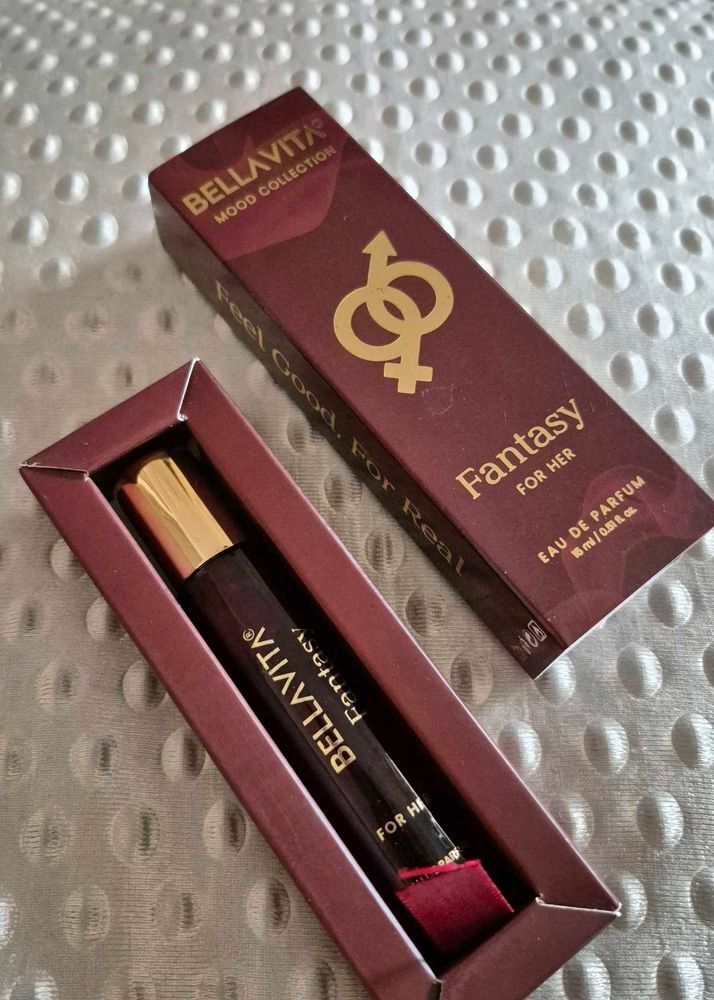 BELLAVITA®
MOOD COLLECTION
Fantasy
FOR HER
EAU DE PARFUM
15 ml / 0.51 fl. oz.
Feel Good. For Real
BELLAVITA®
Fantasy
FOR HER